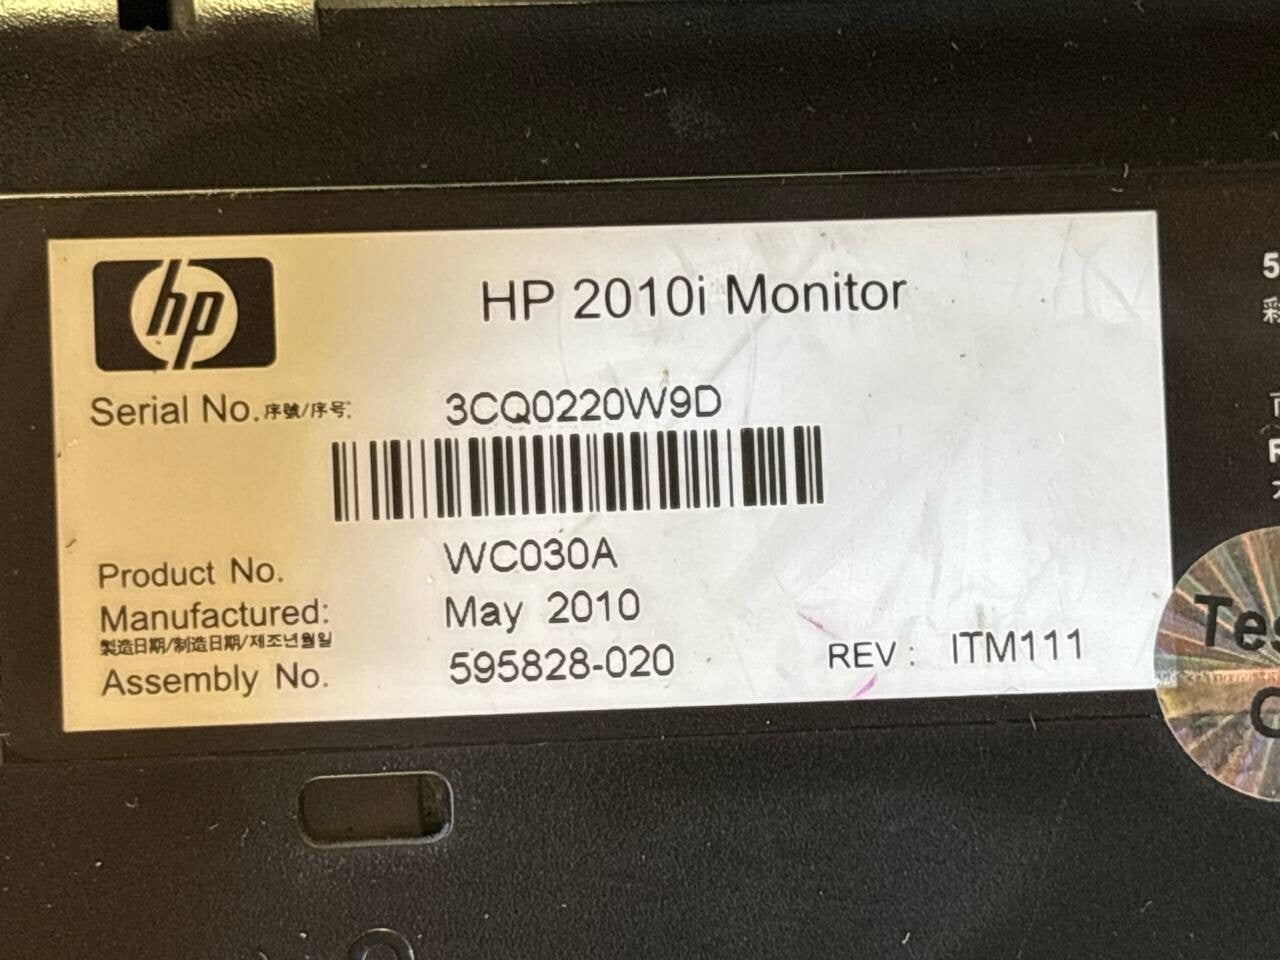 hp
HP 2010i Monitor
Serial No.序號/序号: 3CQ0220W9D
Product No. WC030A
Manufactured: May 2010
製造日期/制造日期/제조년월일
Assembly No. 595828-020 REV: ITM111